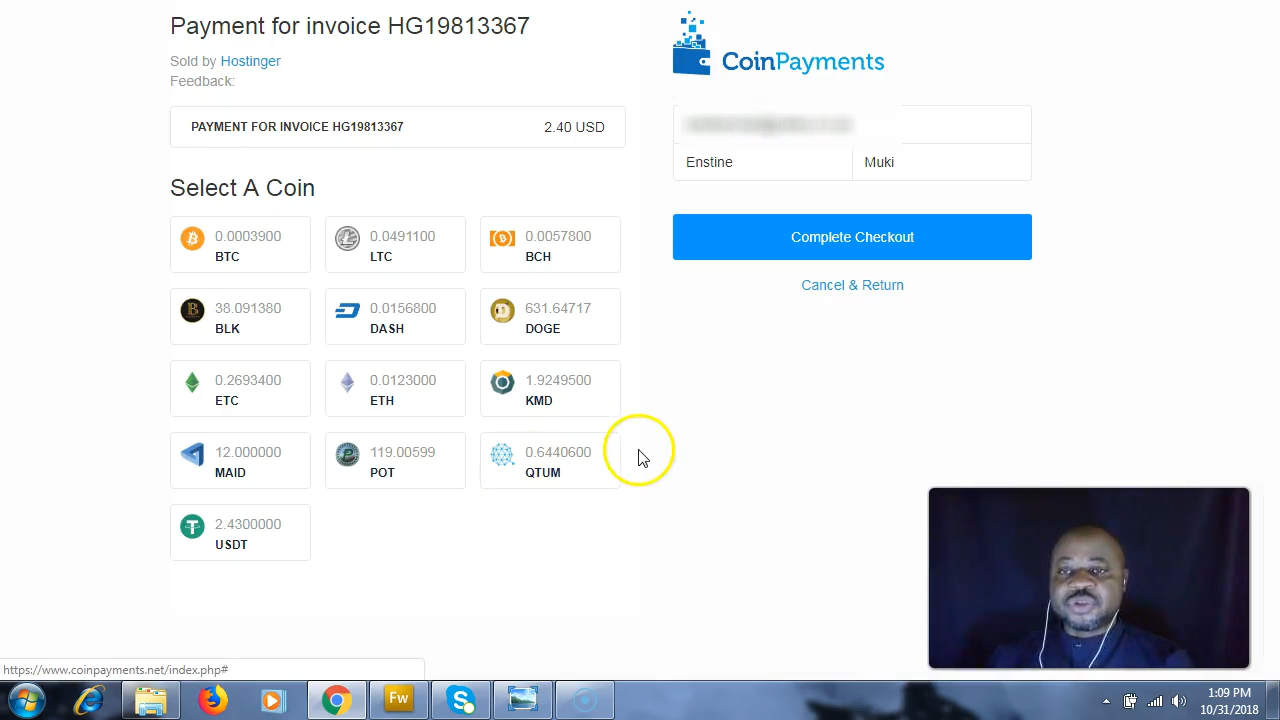 Payment for invoice HG19813367
Sold by Hostinger
Feedback:
PAYMENT FOR INVOICE HG19813367 2.40 USD
Select A Coin
0.0003900
BTC
0.0491100
LTC
0.0057800
BCH
38.091380
BLK
0.0156800
DASH
631.64717
DOGE
0.2693400
ETC
0.0123000
ETH
1.9249500
KMD
12.000000
MAID
119.00599
POT
0.6440600
QTUM
2.4300000
USDT
CoinPayments
Enstine Muki
Complete Checkout
Cancel & Return
https://www.coinpayments.net/index.php#
Fw
1:09 PM
10/31/2018